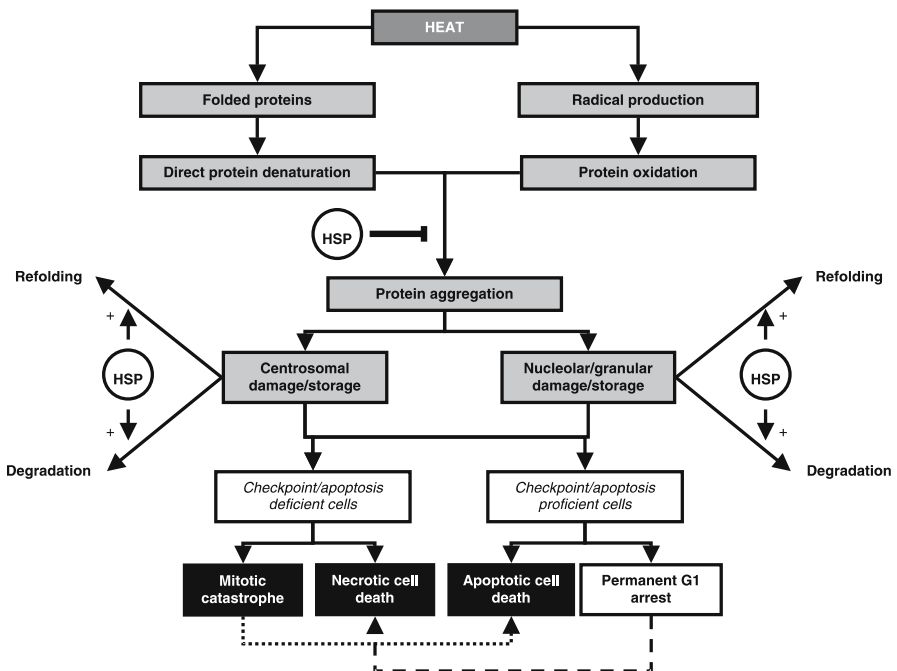 HEAT
Folded proteins
Radical production
Direct protein denaturation
Protein oxidation
HSP
Refolding
Refolding
Protein aggregation
+
+
HSP
Centrosomal
damage/storage
Nucleolar/granular
damage/storage
HSP
+
+
Degradation
Degradation
Checkpoint/apoptosis
deficient cells
Checkpoint/apoptosis
proficient cells
Mitotic
catastrophe
Necrotic cell
death
Apoptotic cell
death
Permanent G1
arrest